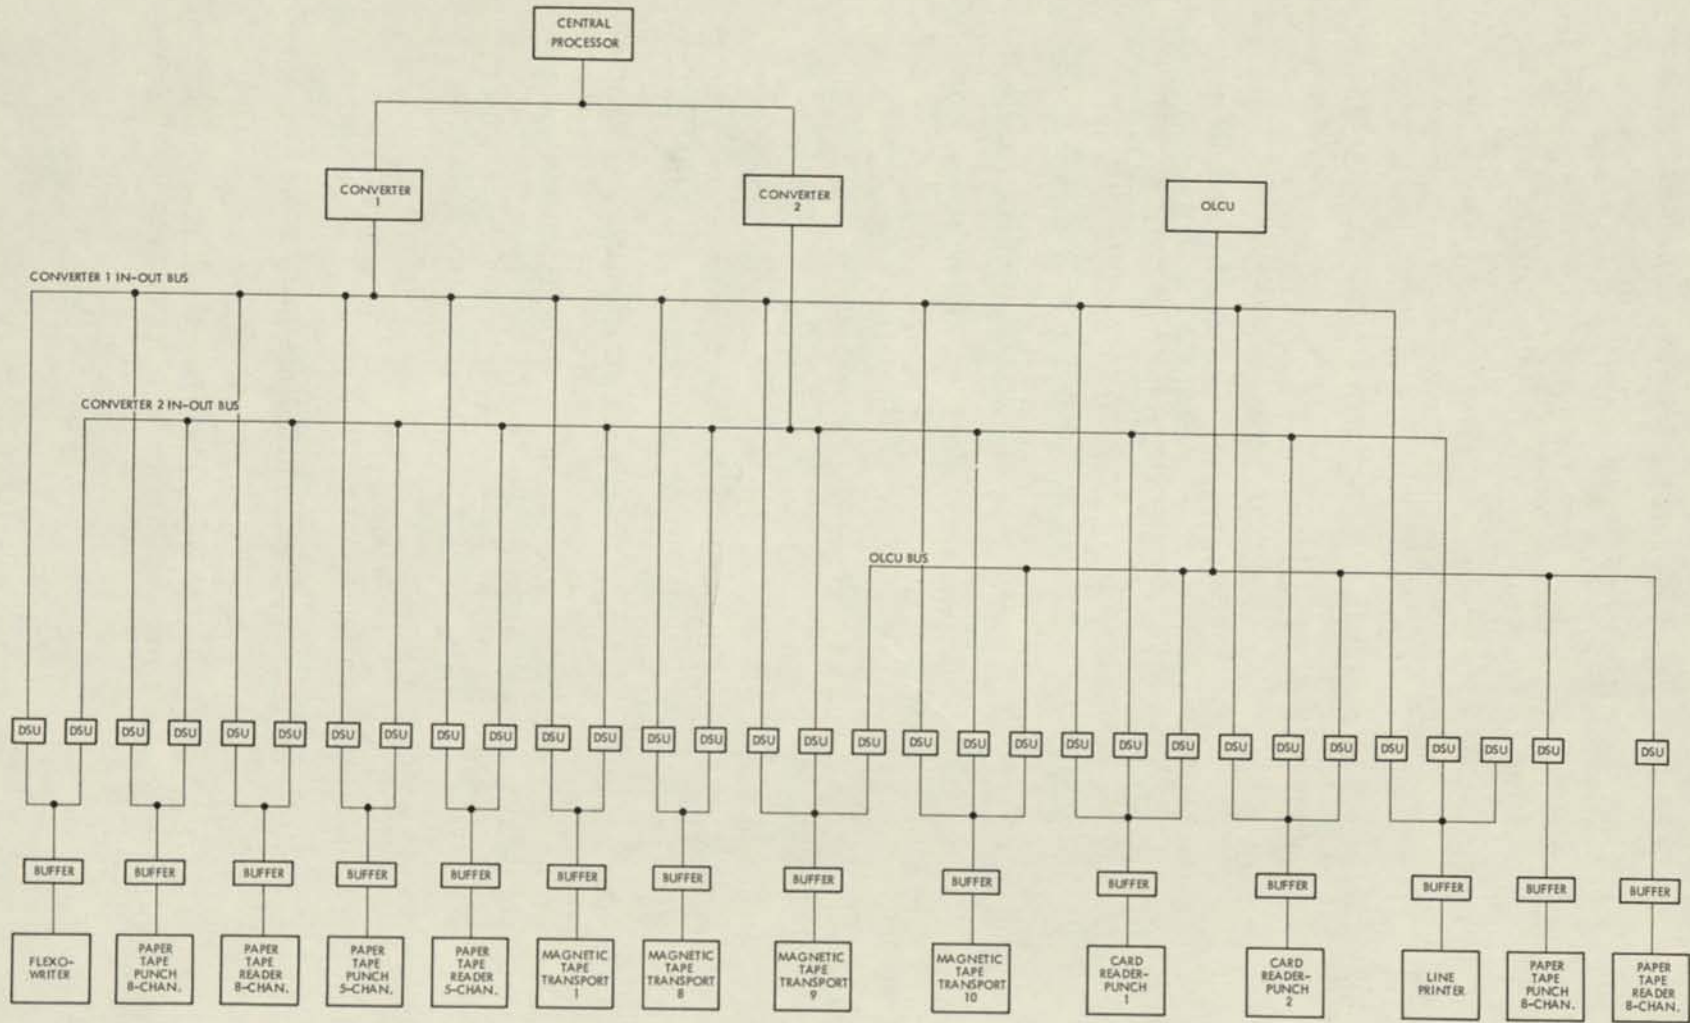 CENTRAL
PROCESSOR
CONVERTER
1
CONVERTER
2
OLCU
CONVERTER 1 IN-OUT BUS
CONVERTER 2 IN-OUT BUS
OLCU BUS
DSU DSU DSU DSU DSU DSU DSU DSU DSU DSU DSU DSU DSU DSU DSU DSU DSU DSU DSU DSU DSU DSU DSU DSU DSU DSU DSU DSU DSU DSU DSU
BUFFER BUFFER BUFFER BUFFER BUFFER BUFFER BUFFER BUFFER BUFFER BUFFER BUFFER BUFFER BUFFER BUFFER
FLEXO-
WRITER
PAPER
TAPE
PUNCH
8-CHAN.
PAPER
TAPE
READER
8-CHAN.
PAPER
TAPE
PUNCH
5-CHAN.
PAPER
TAPE
READER
5-CHAN.
MAGNETIC
TAPE
TRANSPORT
1
MAGNETIC
TAPE
TRANSPORT
8
MAGNETIC
TAPE
TRANSPORT
9
MAGNETIC
TAPE
TRANSPORT
10
CARD
READER-
PUNCH
1
CARD
READER-
PUNCH
2
LINE
PRINTER
PAPER
TAPE
PUNCH
8-CHAN.
PAPER
TAPE
READER
8-CHAN.